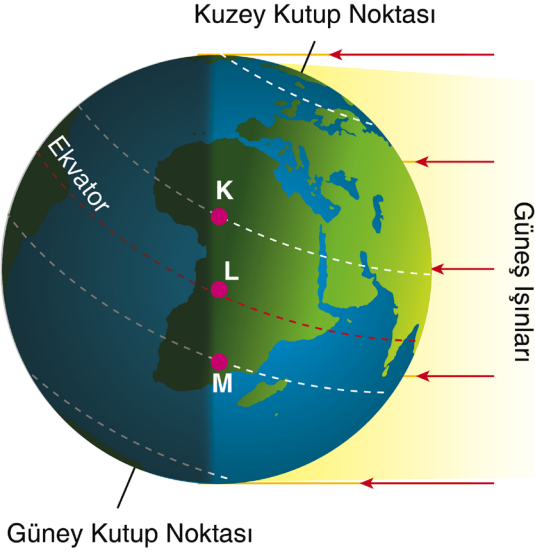 Kuzey Kutup Noktası
Ekvator
K
L
M
Güneş Işınları
Güney Kutup Noktası